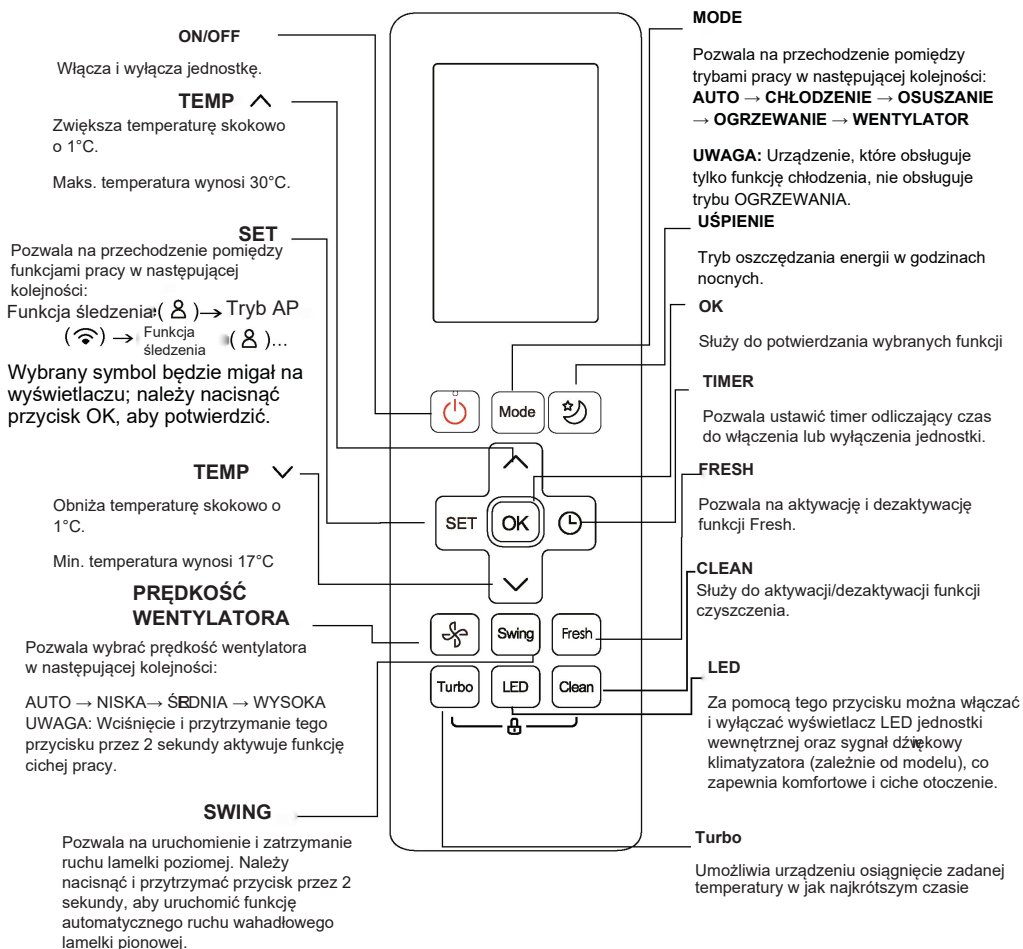 ON/OFF
Włącza i wyłącza jednostkę.
TEMP
Zwiększa temperaturę skokowo
o 1°C.
Maks. temperatura wynosi 30°C.
SET
Pozwala na przechodzenie pomiędzy
funkcjami pracy w następującej
kolejności:
Funkcja śledzenia ( ) → Tryb AP
( ) → Funkcja
śledzenia ( )...
Wybrany symbol będzie migał na
wyświetlaczu; należy nacisnąć
przycisk OK, aby potwierdzić.
TEMP
Obniża temperaturę skokowo o
1°C.
Min. temperatura wynosi 17°C
PRĘDKOŚĆ
WENTYLATORA
Pozwala wybrać prędkość wentylatora
w następującej kolejności:
AUTO → NISKA → ŚREDNIA → WYSOKA
UWAGA: Wciśnięcie i przytrzymanie tego
przycisku przez 2 sekundy aktywuje funkcję
cichej pracy.
SWING
Pozwala na uruchomienie i zatrzymanie
ruchu lamelki poziomej. Należy
nacisnąć i przytrzymać przycisk przez 2
sekundy, aby uruchomić funkcję
automatycznego ruchu wahadłowego
lamelki pionowej.
Mode
SET
OK
Swing
Fresh
Turbo
LED
Clean
MODE
Pozwala na przechodzenie pomiędzy
trybami pracy w następującej kolejności:
AUTO → CHŁODZENIE → OSUSZANIE
→ OGRZEWANIE → WENTYLATOR
UWAGA: Urządzenie, które obsługuje
tylko funkcję chłodzenia, nie obsługuje
trybu OGRZEWANIA.
UŚPIENIE
Tryb oszczędzania energii w godzinach
nocnych.
OK
Służy do potwierdzania wybranych funkcji
TIMER
Pozwala ustawić timer odliczający czas
do włączenia lub wyłączenia jednostki.
FRESH
Pozwala na aktywację i dezaktywację
funkcji Fresh.
CLEAN
Służy do aktywacji/dezaktywacji funkcji
czyszczenia.
LED
Za pomocą tego przycisku można włączać
i wyłączać wyświetlacz LED jednostki
wewnętrznej oraz sygnał dźwiękowy
klimatyzatora (zależnie od modelu), co
zapewnia komfortowe i ciche otoczenie.
Turbo
Umożliwia urządzeniu osiągnięcie zadanej
temperatury w jak najkrótszym czasie